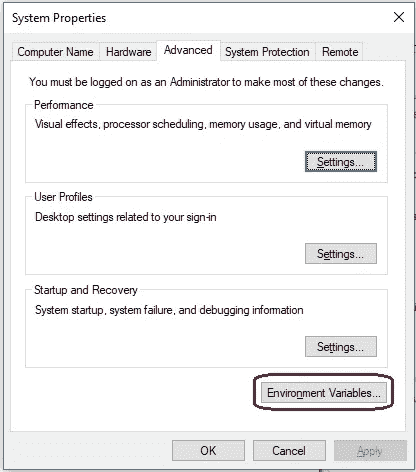 System Properties
Computer Name Hardware Advanced System Protection Remote
You must be logged on as an Administrator to make most of these changes.
Performance
Visual effects, processor scheduling, memory usage, and virtual memory
Settings...
User Profiles
Desktop settings related to your sign-in
Settings...
Startup and Recovery
System startup, system failure, and debugging information
Settings...
Environment Variables...
OK Cancel Apply